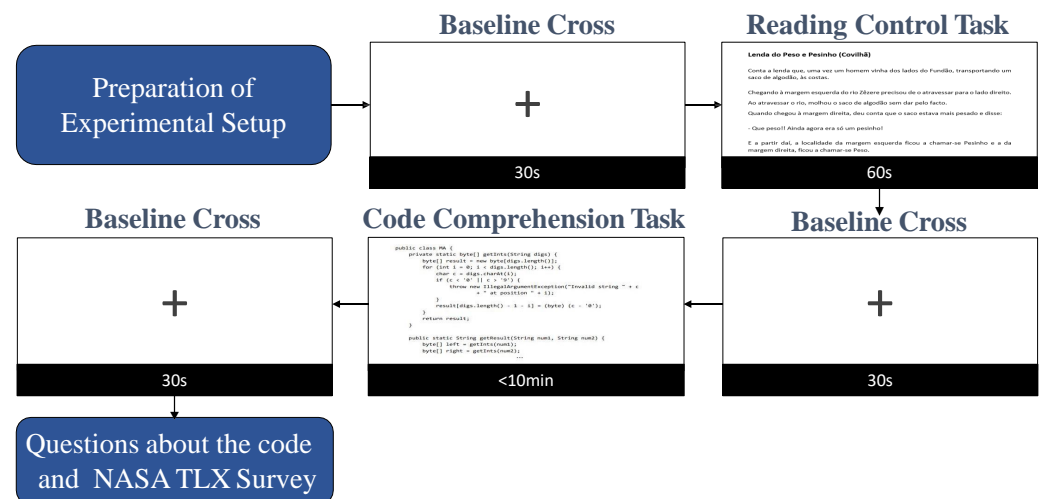 Preparation of
Experimental Setup
Baseline Cross
+
30s
Reading Control Task
Lenda do Peso e Pesinho (Covilhã)
Conta a lenda que, uma vez um homem vinha dos lados do Fundão, transportando um
saco de algodão, às costas.
Chegando à margem esquerda do rio Zêzere precisou de o atravessar para o lado direito.
Ao atravessar o rio, molhou o saco de algodão sem dar pelo facto.
Quando chegou à margem direita, deu conta que o saco estava mais pesado e disse:
- Que peso!! Ainda agora era só um pesinho!
E a partir daí, a localidade da margem esquerda ficou a chamar-se Pesinho e a da
margem direita, ficou a chamar-se Peso.
60s
Baseline Cross
+
30s
Code Comprehension Task
public class MA {
private static byte[] getInts(String digs) {
byte[] result = new byte[digs.length()];
for (int i = 0; i < digs.length(); i++) {
char c = digs.charAt(i);
if (c < '0' || c > '9') {
throw new IllegalArgumentException("Invalid string " + c
+ " at position " + i);
}
result[digs.length() - 1 - i] = (byte) (c - '0');
}
return result;
}
public static String getResult(String num1, String num2) {
byte[] left = getInts(num1);
byte[] right = getInts(num2);
...
<10min
Baseline Cross
+
30s
Questions about the code
and NASA TLX Survey